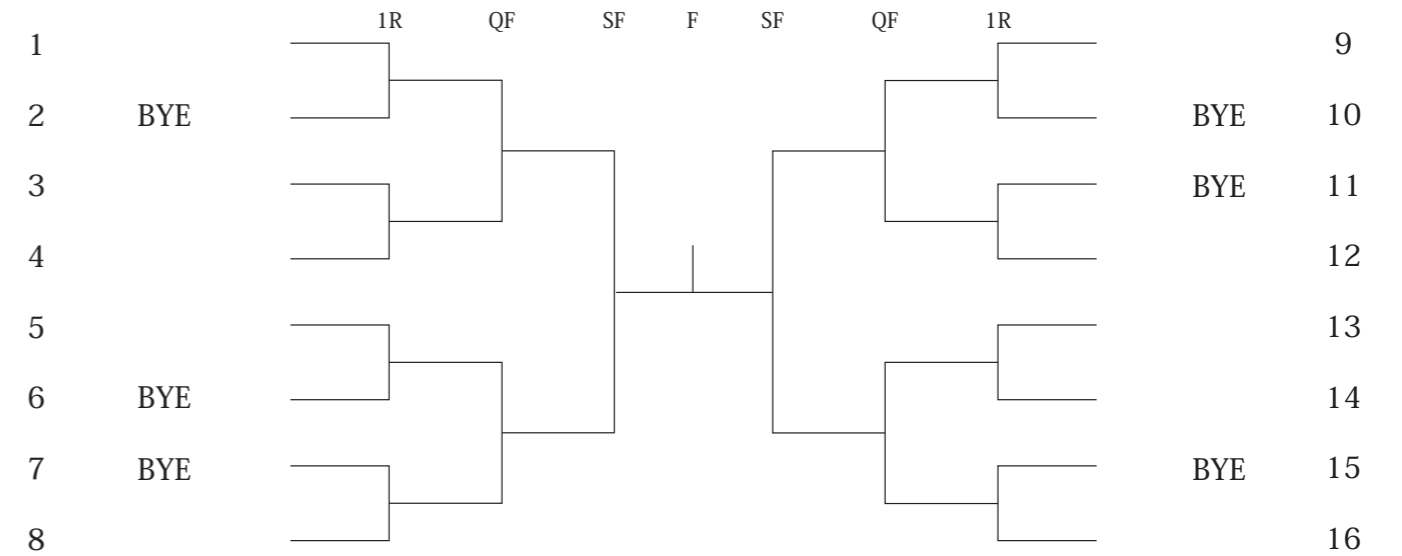 1R QF SF F SF QF 1R
1 9
2 BYE BYE 10
3 BYE 11
4 12
5 13
6 BYE 14
7 BYE BYE 15
8 16